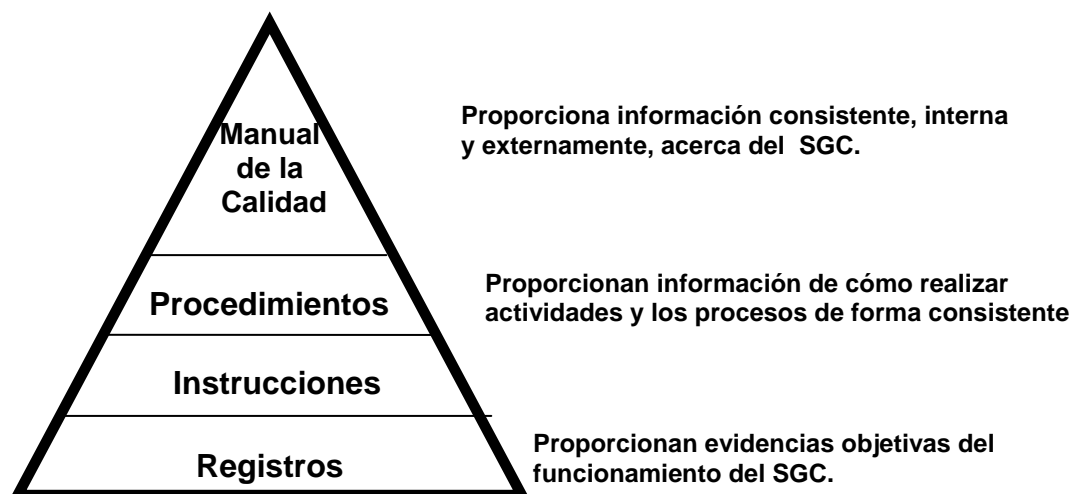 Manual
de la
Calidad
Proporciona información consistente, interna
y externamente, acerca del SGC.
Procedimientos
Proporcionan información de cómo realizar
actividades y los procesos de forma consistente
Instrucciones
Registros
Proporcionan evidencias objetivas del
funcionamiento del SGC.